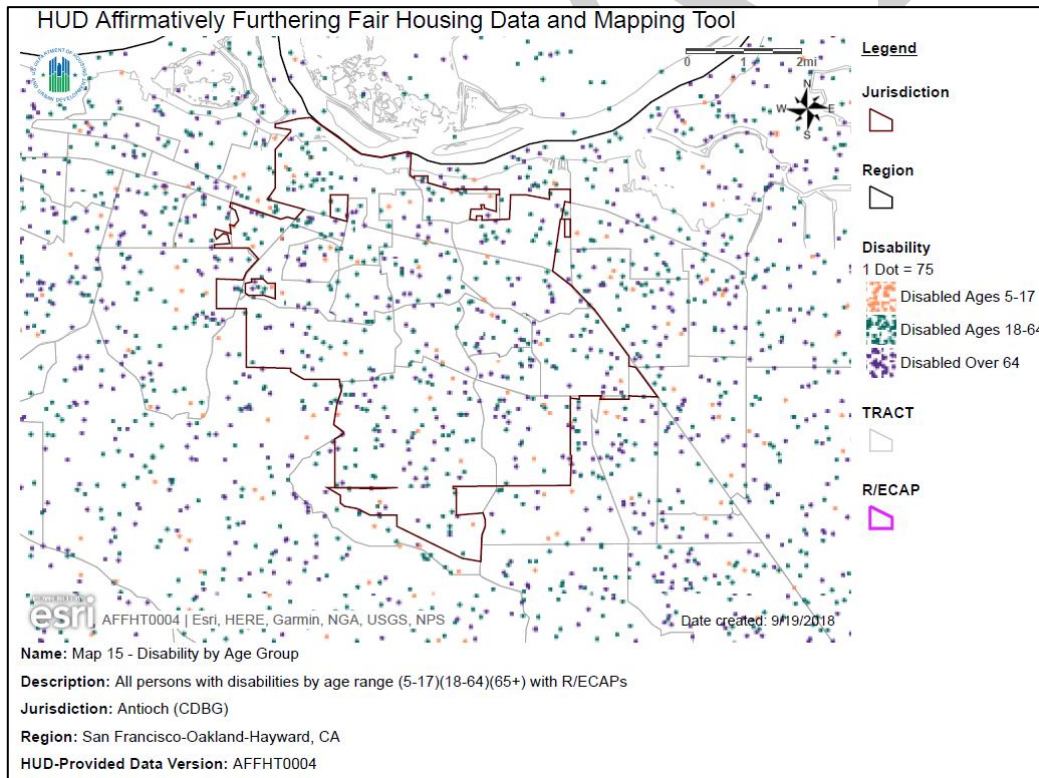 HUD Affirmatively Furthering Fair Housing Data and Mapping Tool
0 1 2mi
N
W E
S
Legend
Jurisdiction
Region
Disability
1 Dot = 75
Disabled Ages 5-17
Disabled Ages 18-64
Disabled Over 64
TRACT
R/ECAP
esri
AFFHT0004 | Esri, HERE, Garmin, NGA, USGS, NPS
Date created: 9/19/2018
Name: Map 15 - Disability by Age Group
Description: All persons with disabilities by age range (5-17)(18-64)(65+) with R/ECAPs
Jurisdiction: Antioch (CDBG)
Region: San Francisco-Oakland-Hayward, CA
HUD-Provided Data Version: AFFHT0004